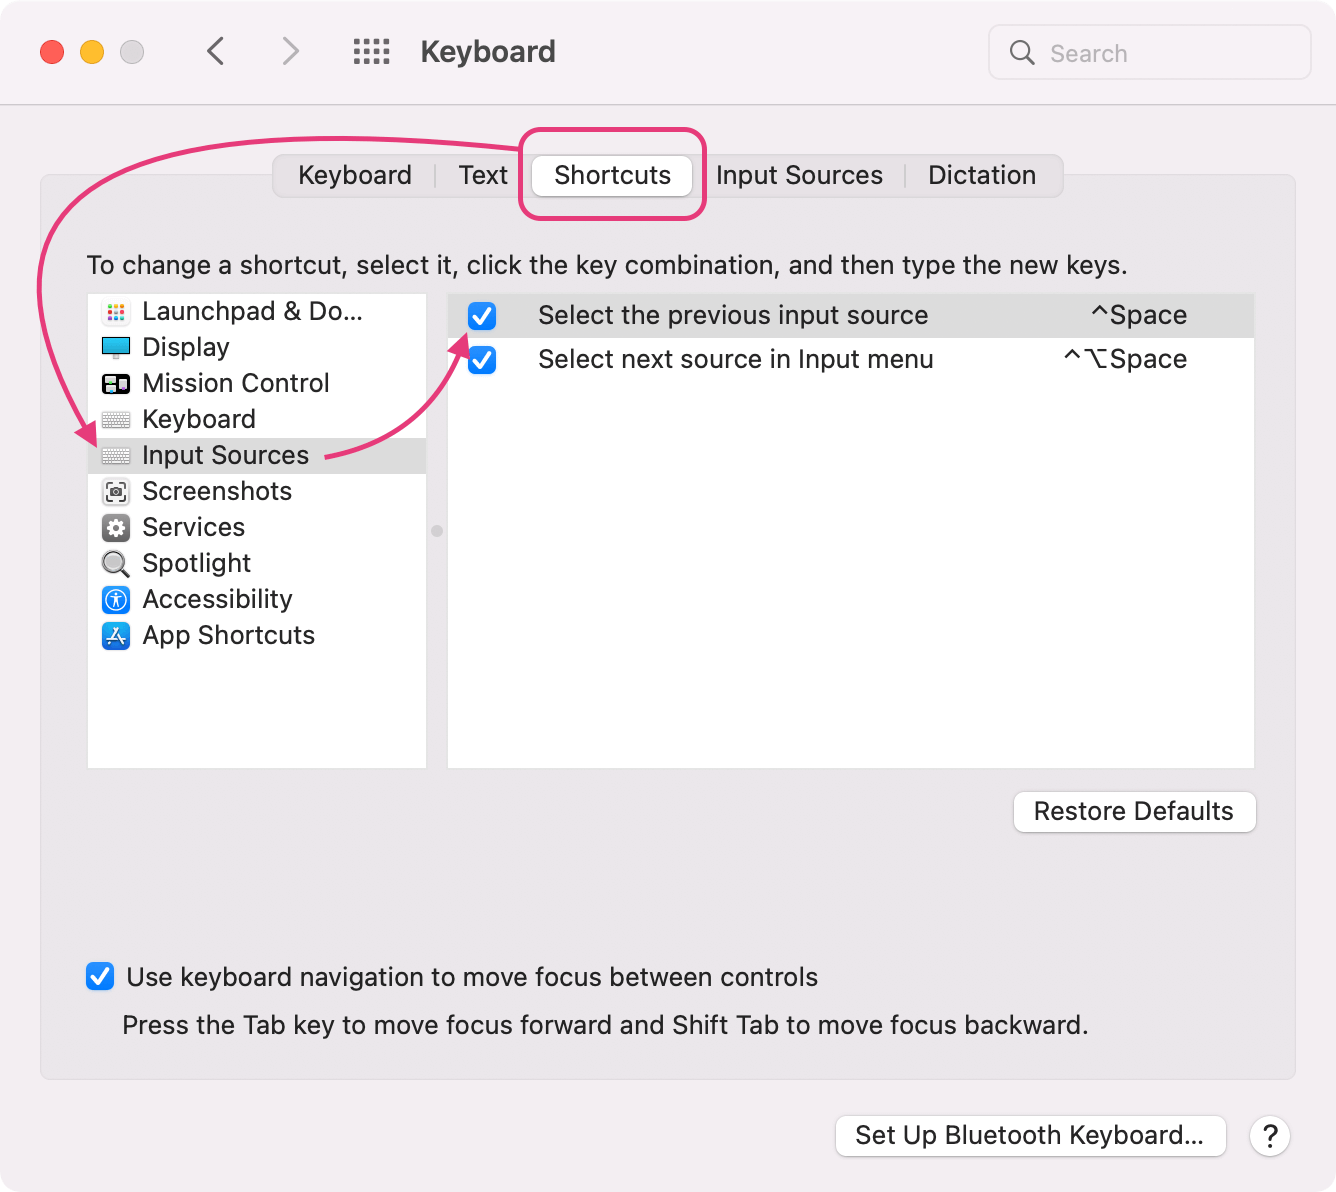 Keyboard
Search
Keyboard
Text
Shortcuts
Input Sources
Dictation
To change a shortcut, select it, click the key combination, and then type the new keys.
Launchpad & Do...
Display
Mission Control
Keyboard
Input Sources
Screenshots
Services
Spotlight
Accessibility
App Shortcuts
Select the previous input source ^Space
Select next source in Input menu ^⌥Space
Restore Defaults
Use keyboard navigation to move focus between controls
Press the Tab key to move focus forward and Shift Tab to move focus backward.
Set Up Bluetooth Keyboard...
?